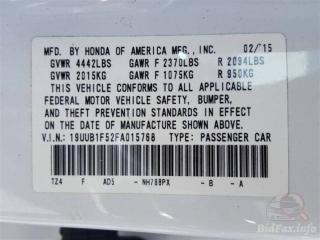 MFD. BY HONDA OF AMERICA MFG., INC. 02/15
GVWR 4442LBS GAWR F 2370LBS R 2094LBS
GVWR 2015KG GAWR F 1075KG R 950KG
THIS VEHICLE CONFORMS TO ALL APPLICABLE
FEDERAL MOTOR VEHICLE SAFETY, BUMPER,
AND THEFT PREVENTION STANDARDS IN EFFECT
ON THE DATE OF MANUFACTURE SHOWN ABOVE.
V.I.N.: 19UUB1F52FA015768 TYPE: PASSENGER CAR
TZ4 F AD5 -NH788PX -B -A
BidFax.info